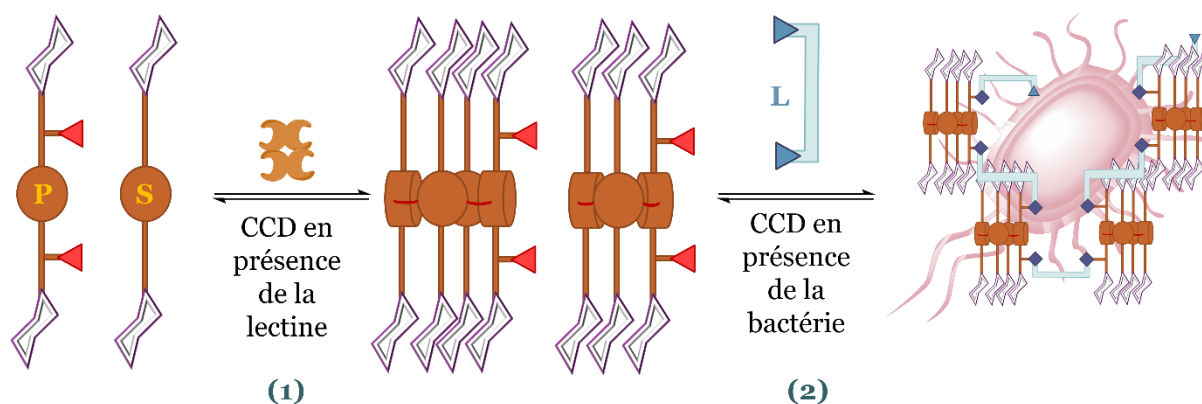 P
S
CCD en
présence
de la
lectine
(1)
L
CCD en
présence
de la
bactérie
(2)